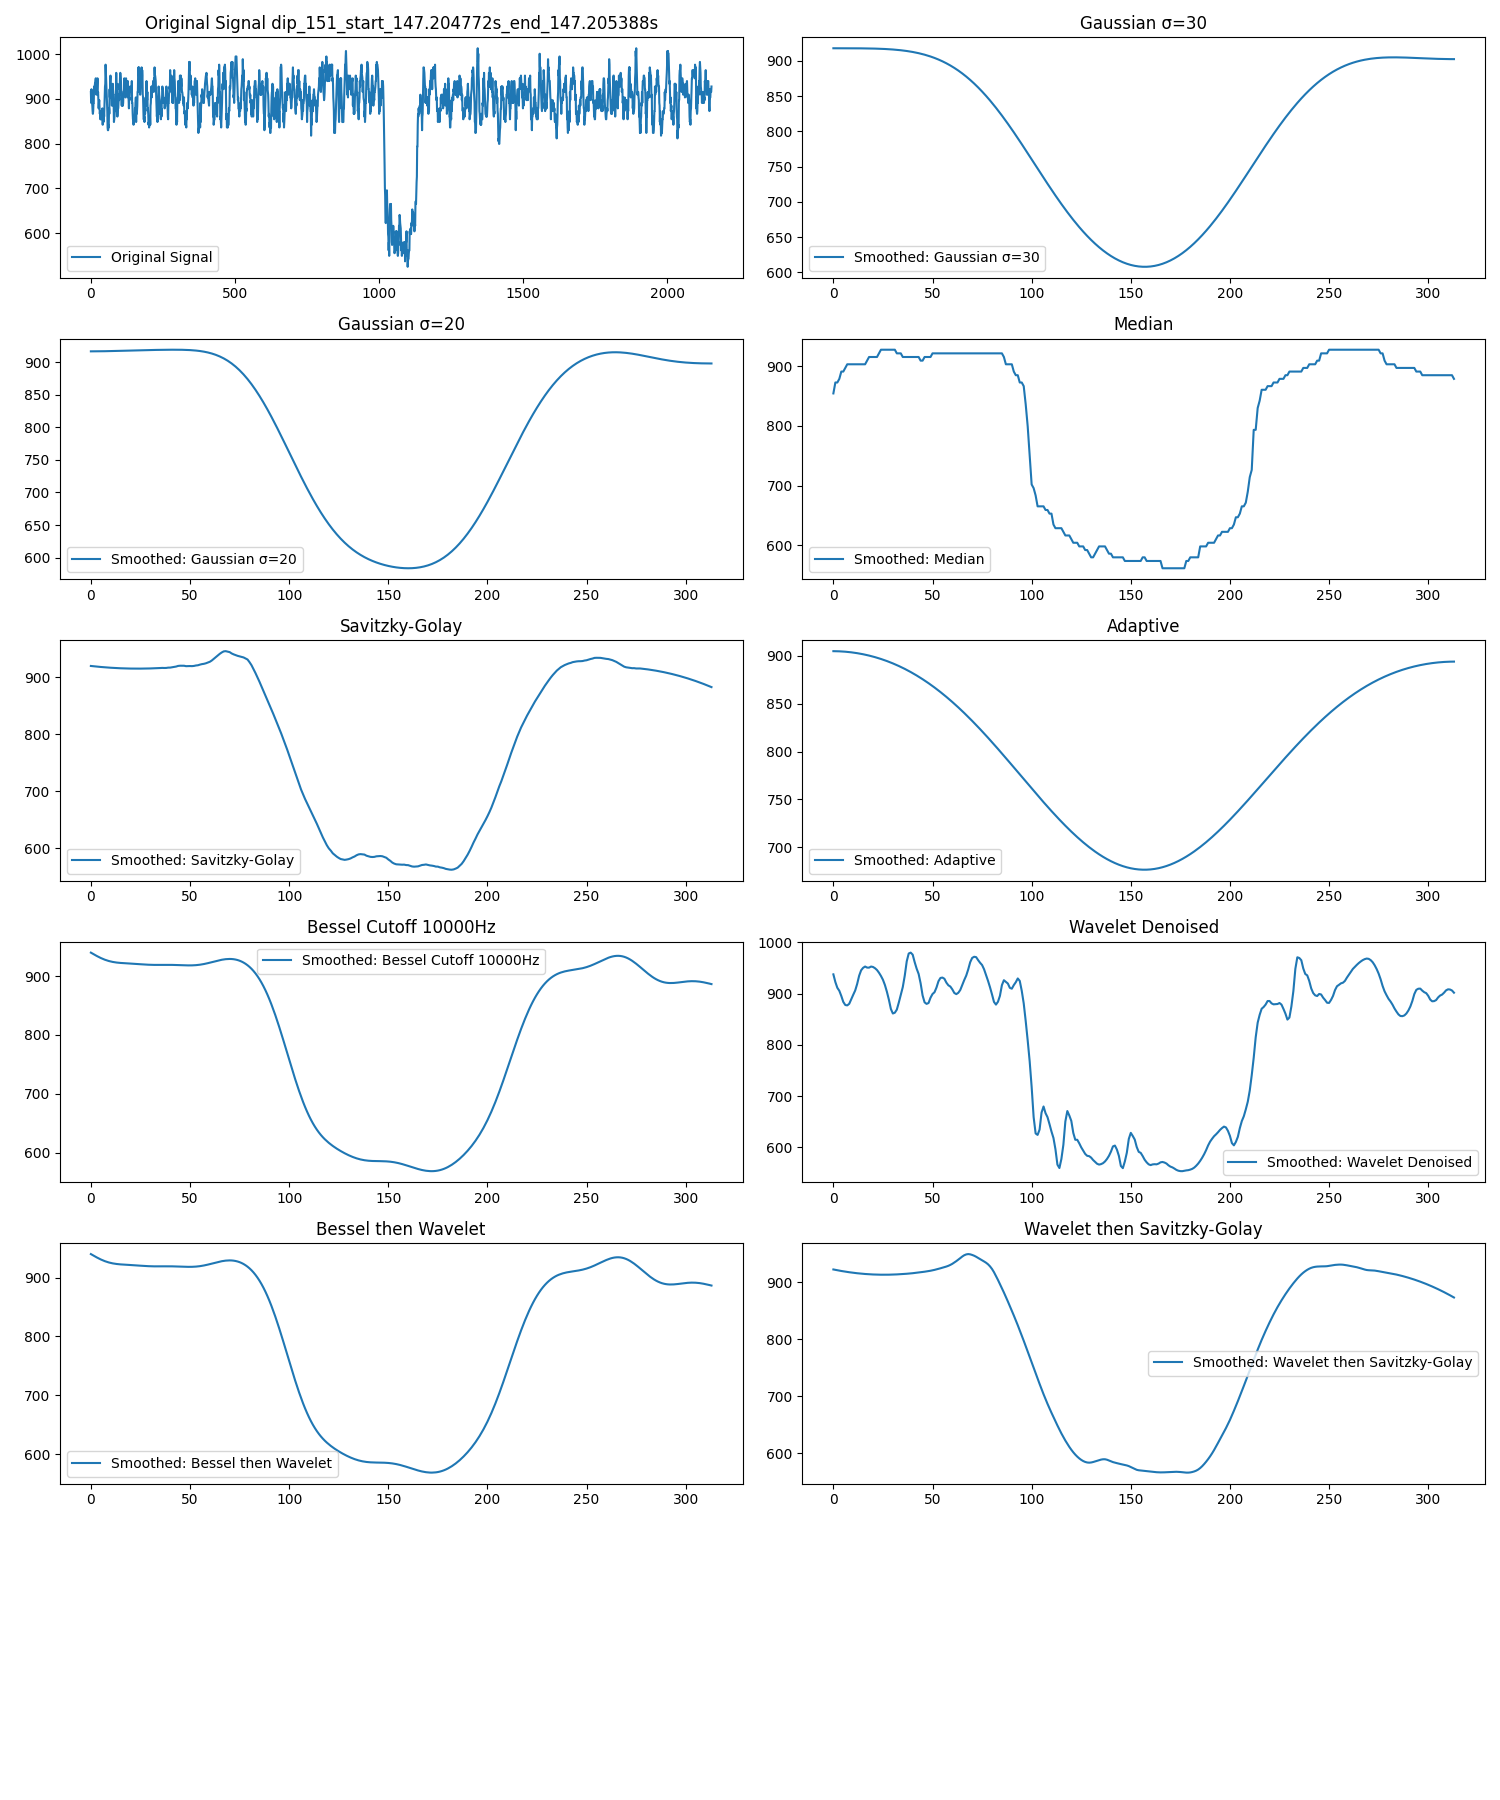 Original Signal dip_151_start_147.204772s_end_147.205388s
1000
900
800
700
600
Original Signal
0 500 1000 1500 2000
Gaussian σ=30
900
850
800
750
700
650
600
Smoothed: Gaussian σ=30
0 50 100 150 200 250 300
Gaussian σ=20
900
850
800
750
700
650
600
Smoothed: Gaussian σ=20
0 50 100 150 200 250 300
Median
900
800
700
600
Smoothed: Median
0 50 100 150 200 250 300
Savitzky-Golay
900
800
700
600
Smoothed: Savitzky-Golay
0 50 100 150 200 250 300
Adaptive
900
850
800
750
700
Smoothed: Adaptive
0 50 100 150 200 250 300
Bessel Cutoff 10000Hz
Smoothed: Bessel Cutoff 10000Hz
900
800
700
600
0 50 100 150 200 250 300
Wavelet Denoised
1000
900
800
700
600
Smoothed: Wavelet Denoised
0 50 100 150 200 250 300
Bessel then Wavelet
900
800
700
600
Smoothed: Bessel then Wavelet
0 50 100 150 200 250 300
Wavelet then Savitzky-Golay
900
800
Smoothed: Wavelet then Savitzky-Golay
700
600
0 50 100 150 200 250 300